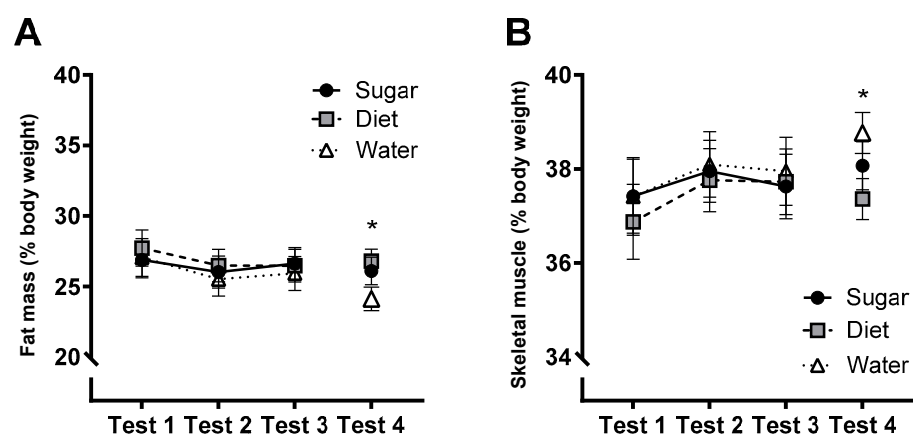 A
Fat mass (% body weight)
40
35
30
25
20
Sugar
Diet
Water
*
Test 1 Test 2 Test 3 Test 4
B
Skeletal muscle (% body weight)
40
38
36
34
*
Sugar
Diet
Water
Test 1 Test 2 Test 3 Test 4